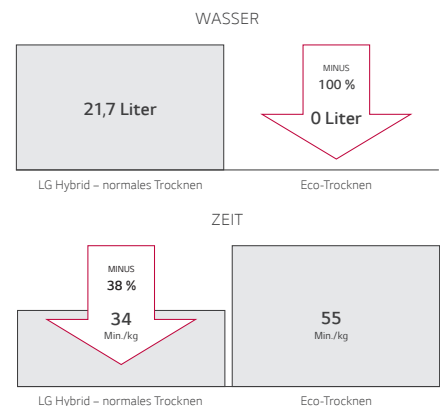 WASSER
21,7 Liter
MINUS
100 %
0 Liter
LG Hybrid – normales Trocknen
Eco-Trocknen
ZEIT
MINUS
38 %
34
Min./kg
55
Min./kg
LG Hybrid – normales Trocknen
Eco-Trocknen